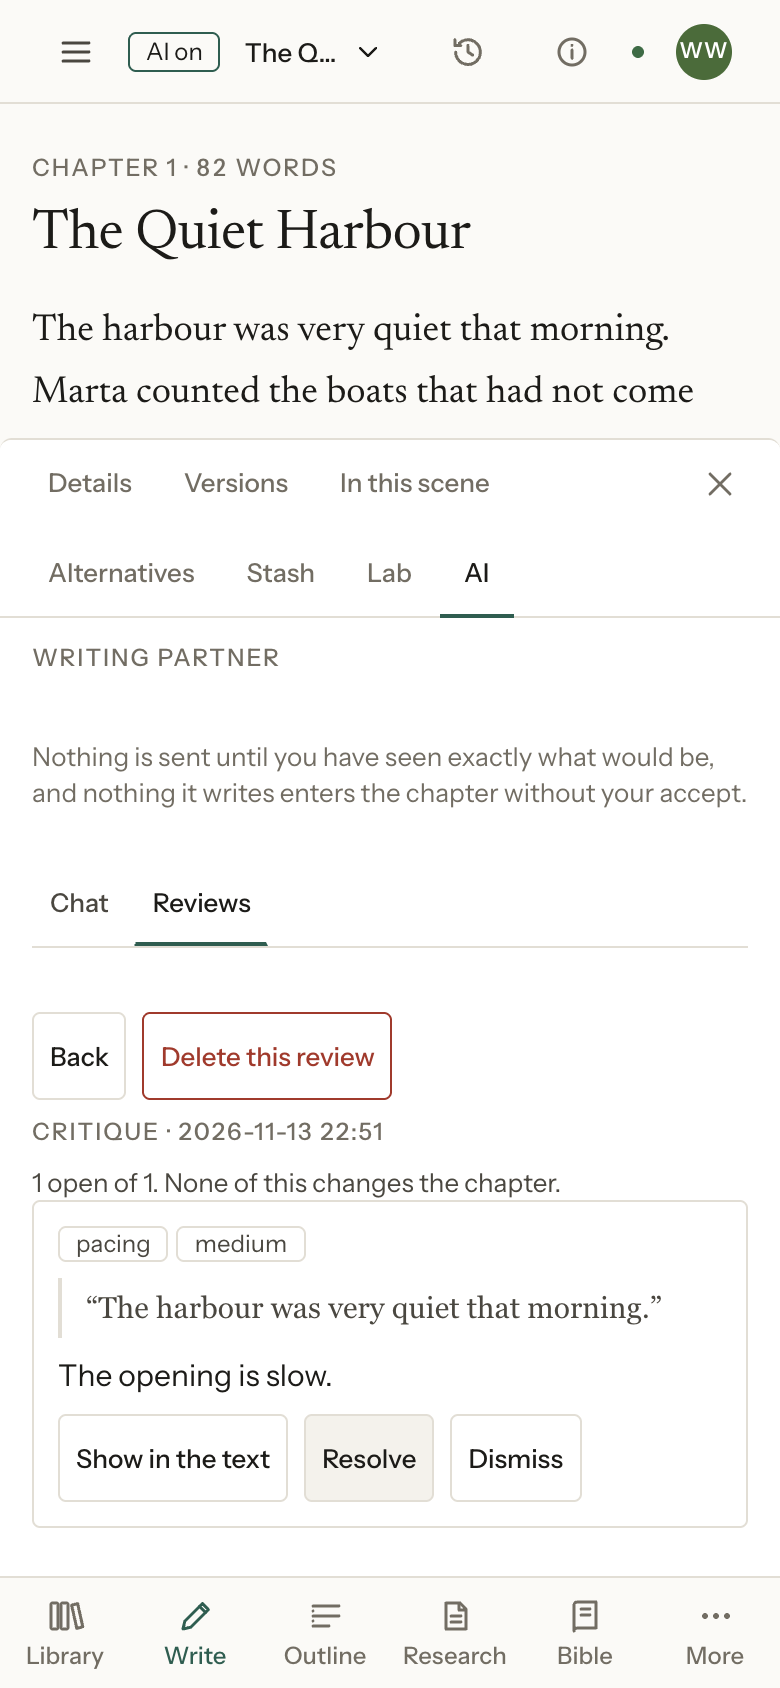 AI on
The Q...
WW
CHAPTER 1 · 82 WORDS
The Quiet Harbour
The harbour was very quiet that morning.
Marta counted the boats that had not come
Details
Versions
In this scene
Alternatives
Stash
Lab
AI
WRITING PARTNER
Nothing is sent until you have seen exactly what would be,
and nothing it writes enters the chapter without your accept.
Chat
Reviews
Back
Delete this review
CRITIQUE · 2026-11-13 22:51
1 open of 1. None of this changes the chapter.
pacing
medium
“The harbour was very quiet that morning.”
The opening is slow.
Show in the text
Resolve
Dismiss
Library
Write
Outline
Research
Bible
More